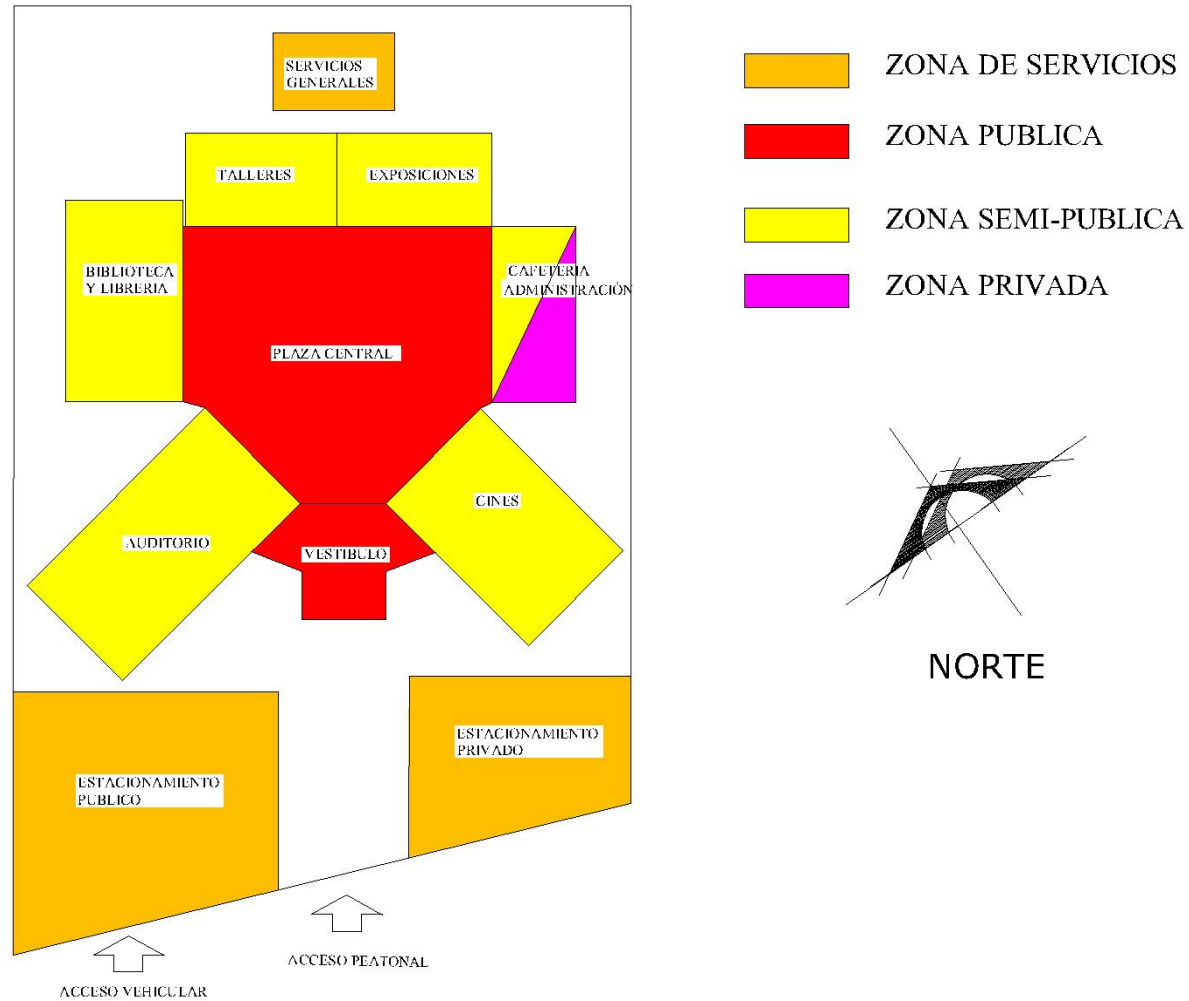 SERVICIOS
GENERALES
TALLERES
EXPOSICIONES
BIBLIOTECA
Y LIBRERIA
CAFETERIA
ADMINISTRACIÓN
PLAZA CENTRAL
CINES
AUDITORIO
VESTIBULO
ESTACIONAMIENTO
PRIVADO
ESTACIONAMIENTO
PUBLICO
ACCESO PEATONAL
ACCESO VEHICULAR
ZONA DE SERVICIOS
ZONA PUBLICA
ZONA SEMI-PUBLICA
ZONA PRIVADA
NORTE